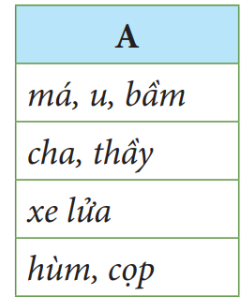 A
má, u, bầm
cha, thầy
xe lửa
hùm, cọp